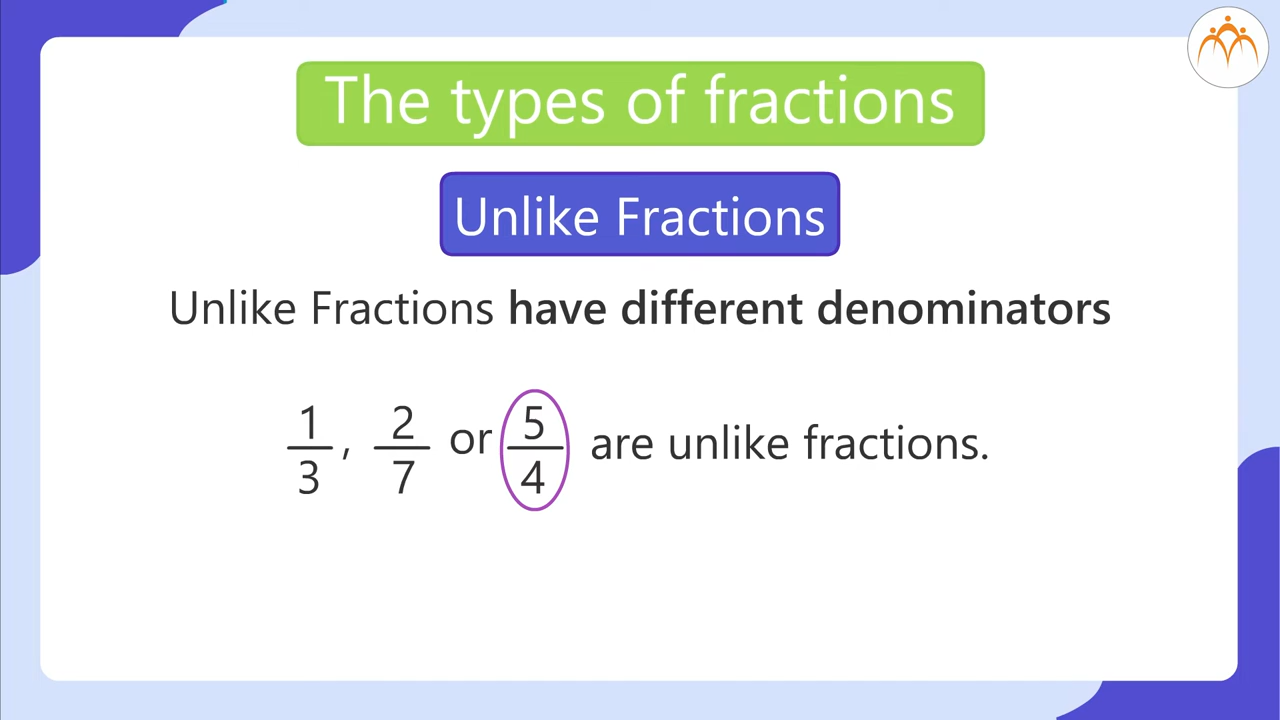 The types of fractions
Unlike Fractions
Unlike Fractions have different denominators
1/3, 2/7 or 5/4 are unlike fractions.